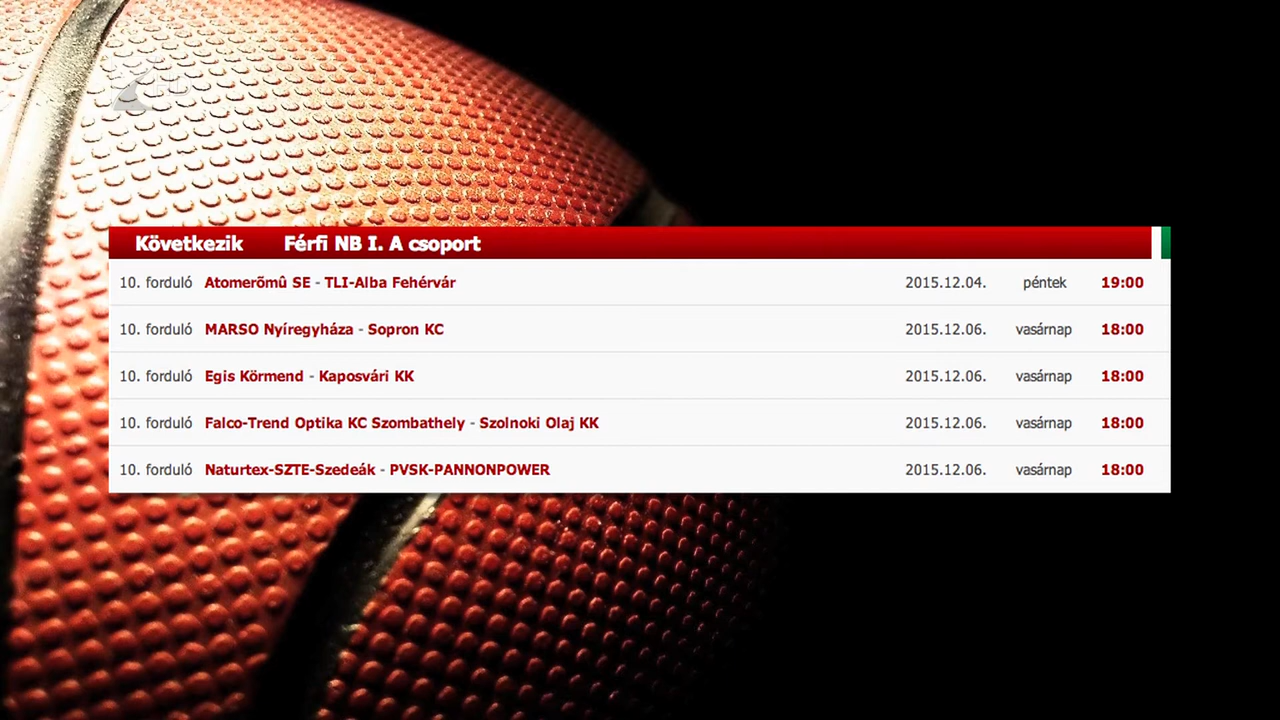 Következik Férfi NB I. A csoport
10. forduló Atomerõmû SE - TLI-Alba Fehérvár 2015.12.04. péntek 19:00
10. forduló MARSO Nyíregyháza - Sopron KC 2015.12.06. vasárnap 18:00
10. forduló Egis Körmend - Kaposvári KK 2015.12.06. vasárnap 18:00
10. forduló Falco-Trend Optika KC Szombathely - Szolnoki Olaj KK 2015.12.06. vasárnap 18:00
10. forduló Naturtex-SZTE-Szedeák - PVSK-PANNONPOWER 2015.12.06. vasárnap 18:00